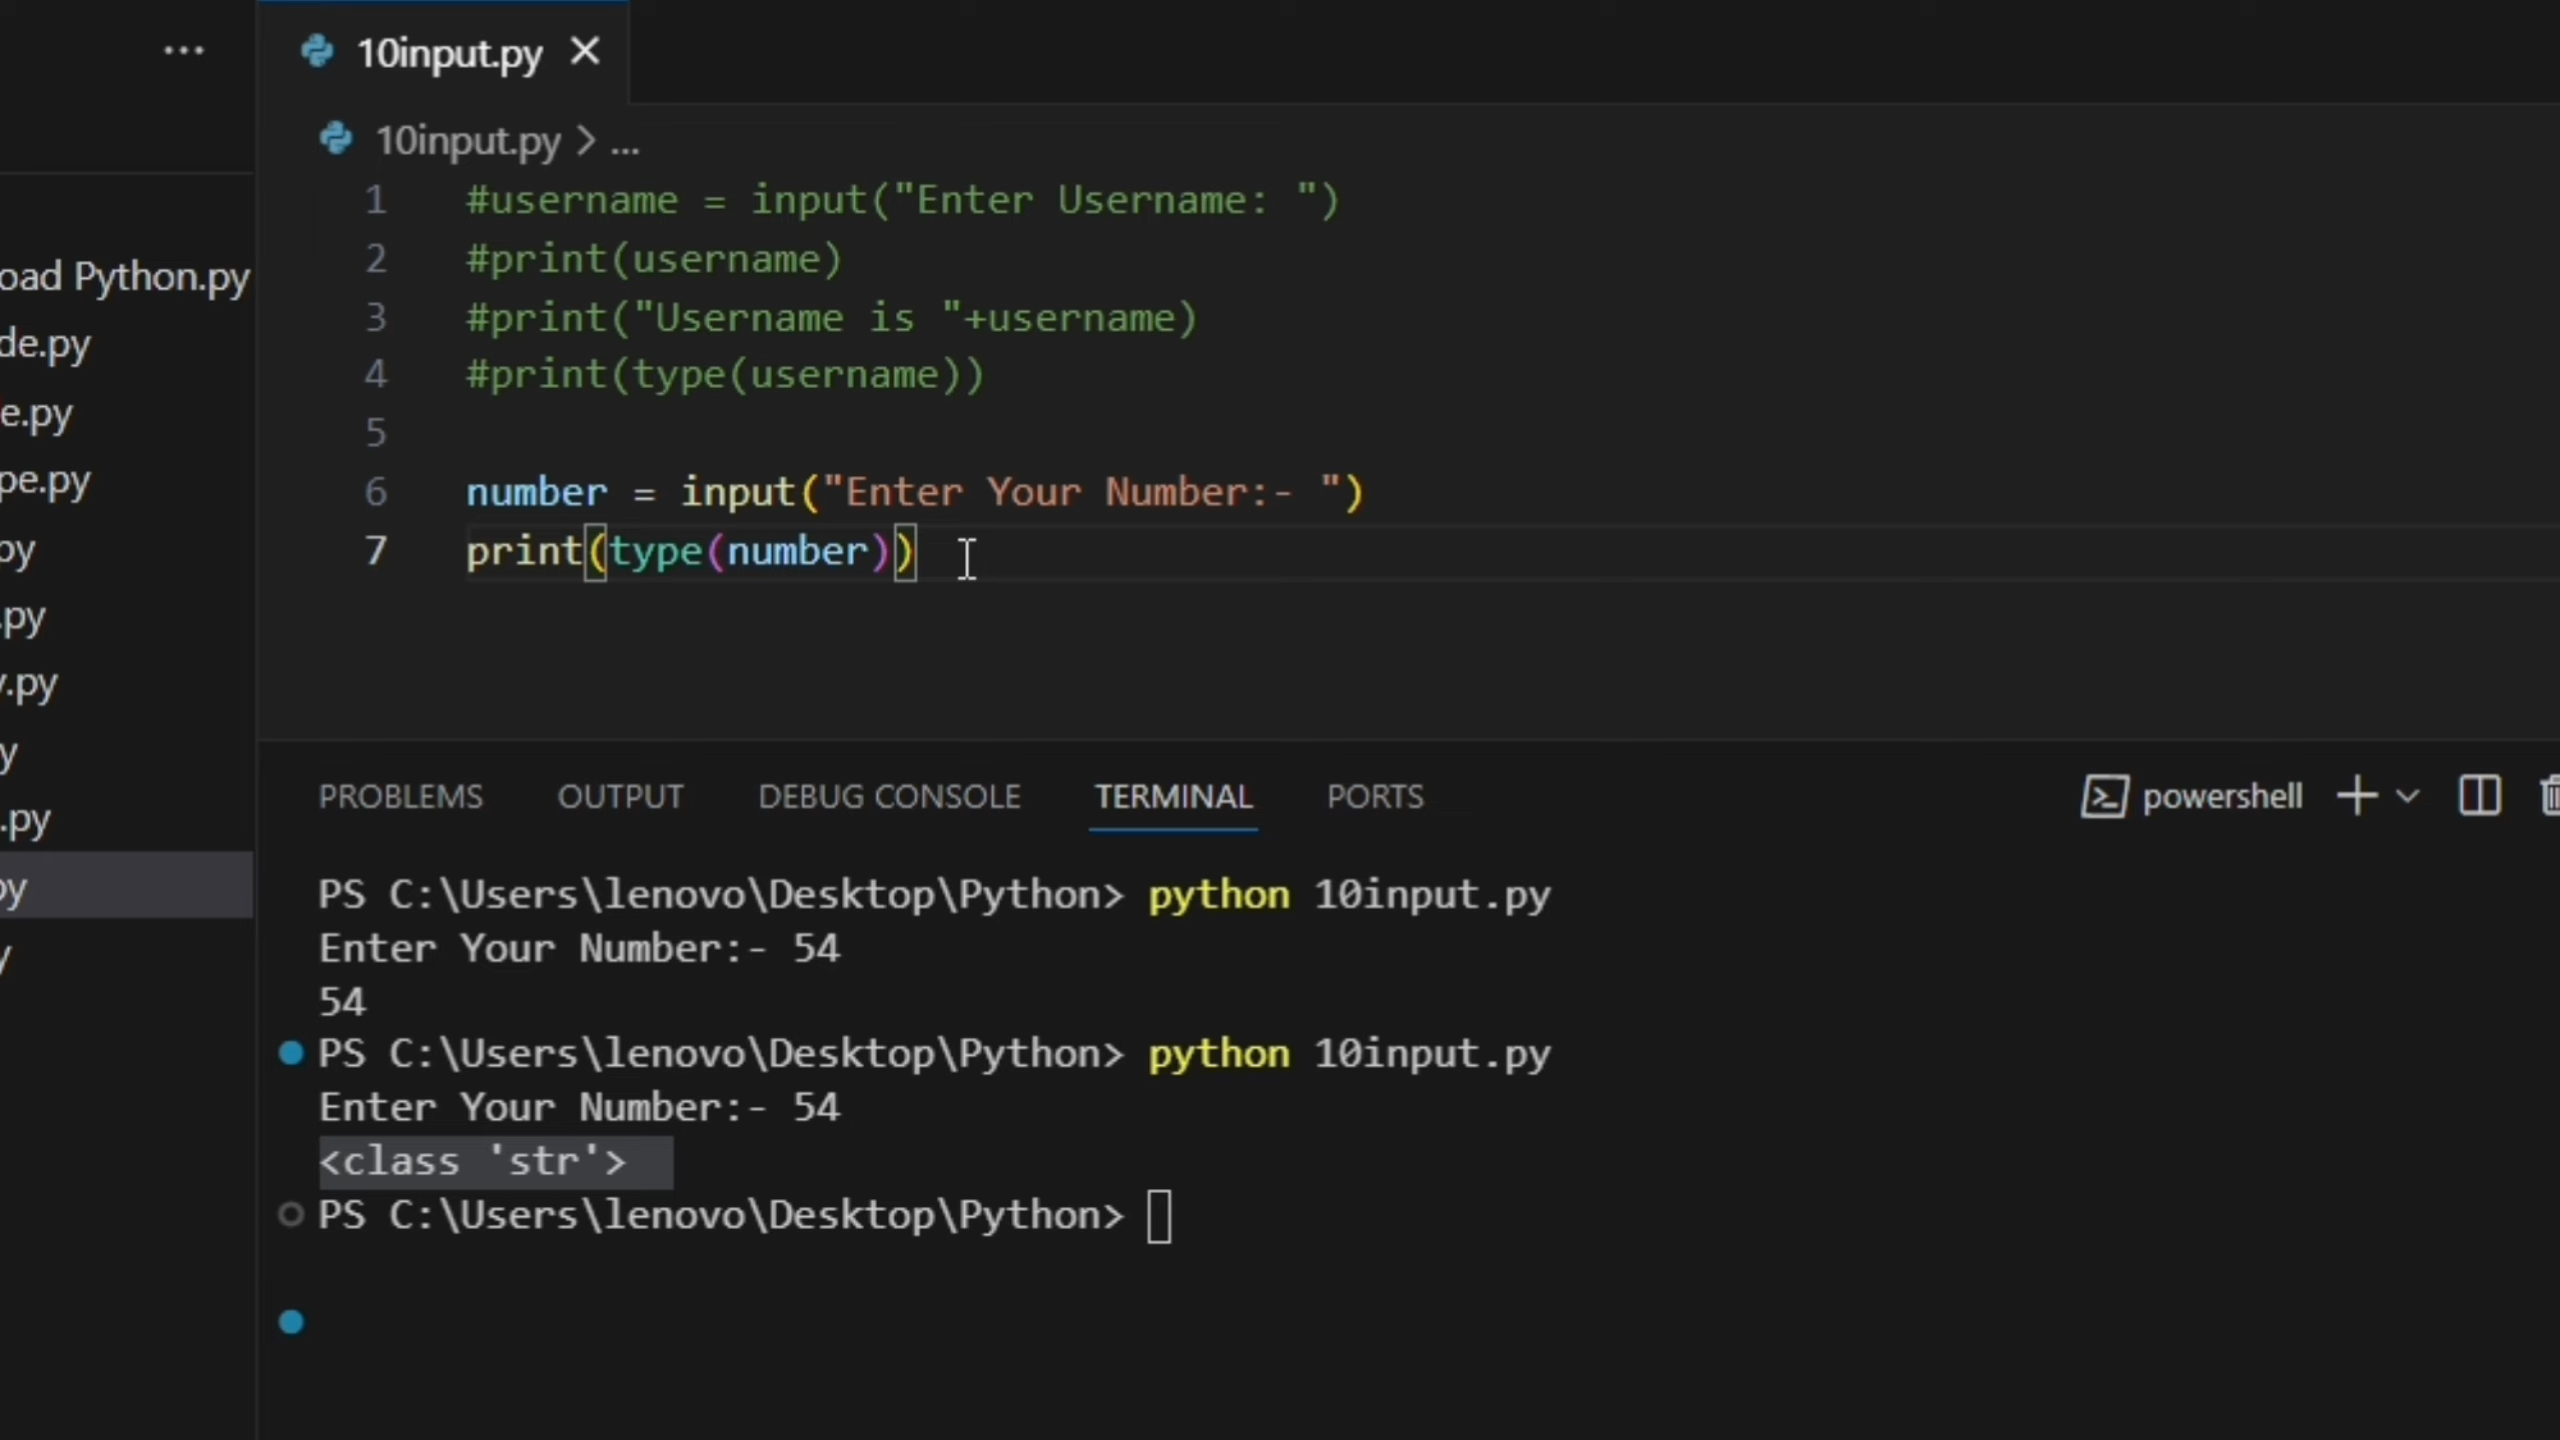 ...
10input.py
10input.py > ...
oad Python.py
de.py
e.py
pe.py
py
.py
y.py
y
.py
py
y
1 #username = input("Enter Username: ")
2 #print(username)
3 #print("Username is "+username)
4 #print(type(username))
5
6 number = input("Enter Your Number:- ")
7 print(type(number))
PROBLEMS OUTPUT DEBUG CONSOLE TERMINAL PORTS powershell
PS C:\Users\lenovo\Desktop\Python> python 10input.py
Enter Your Number:- 54
54
PS C:\Users\lenovo\Desktop\Python> python 10input.py
Enter Your Number:- 54
<class 'str'>
PS C:\Users\lenovo\Desktop\Python>